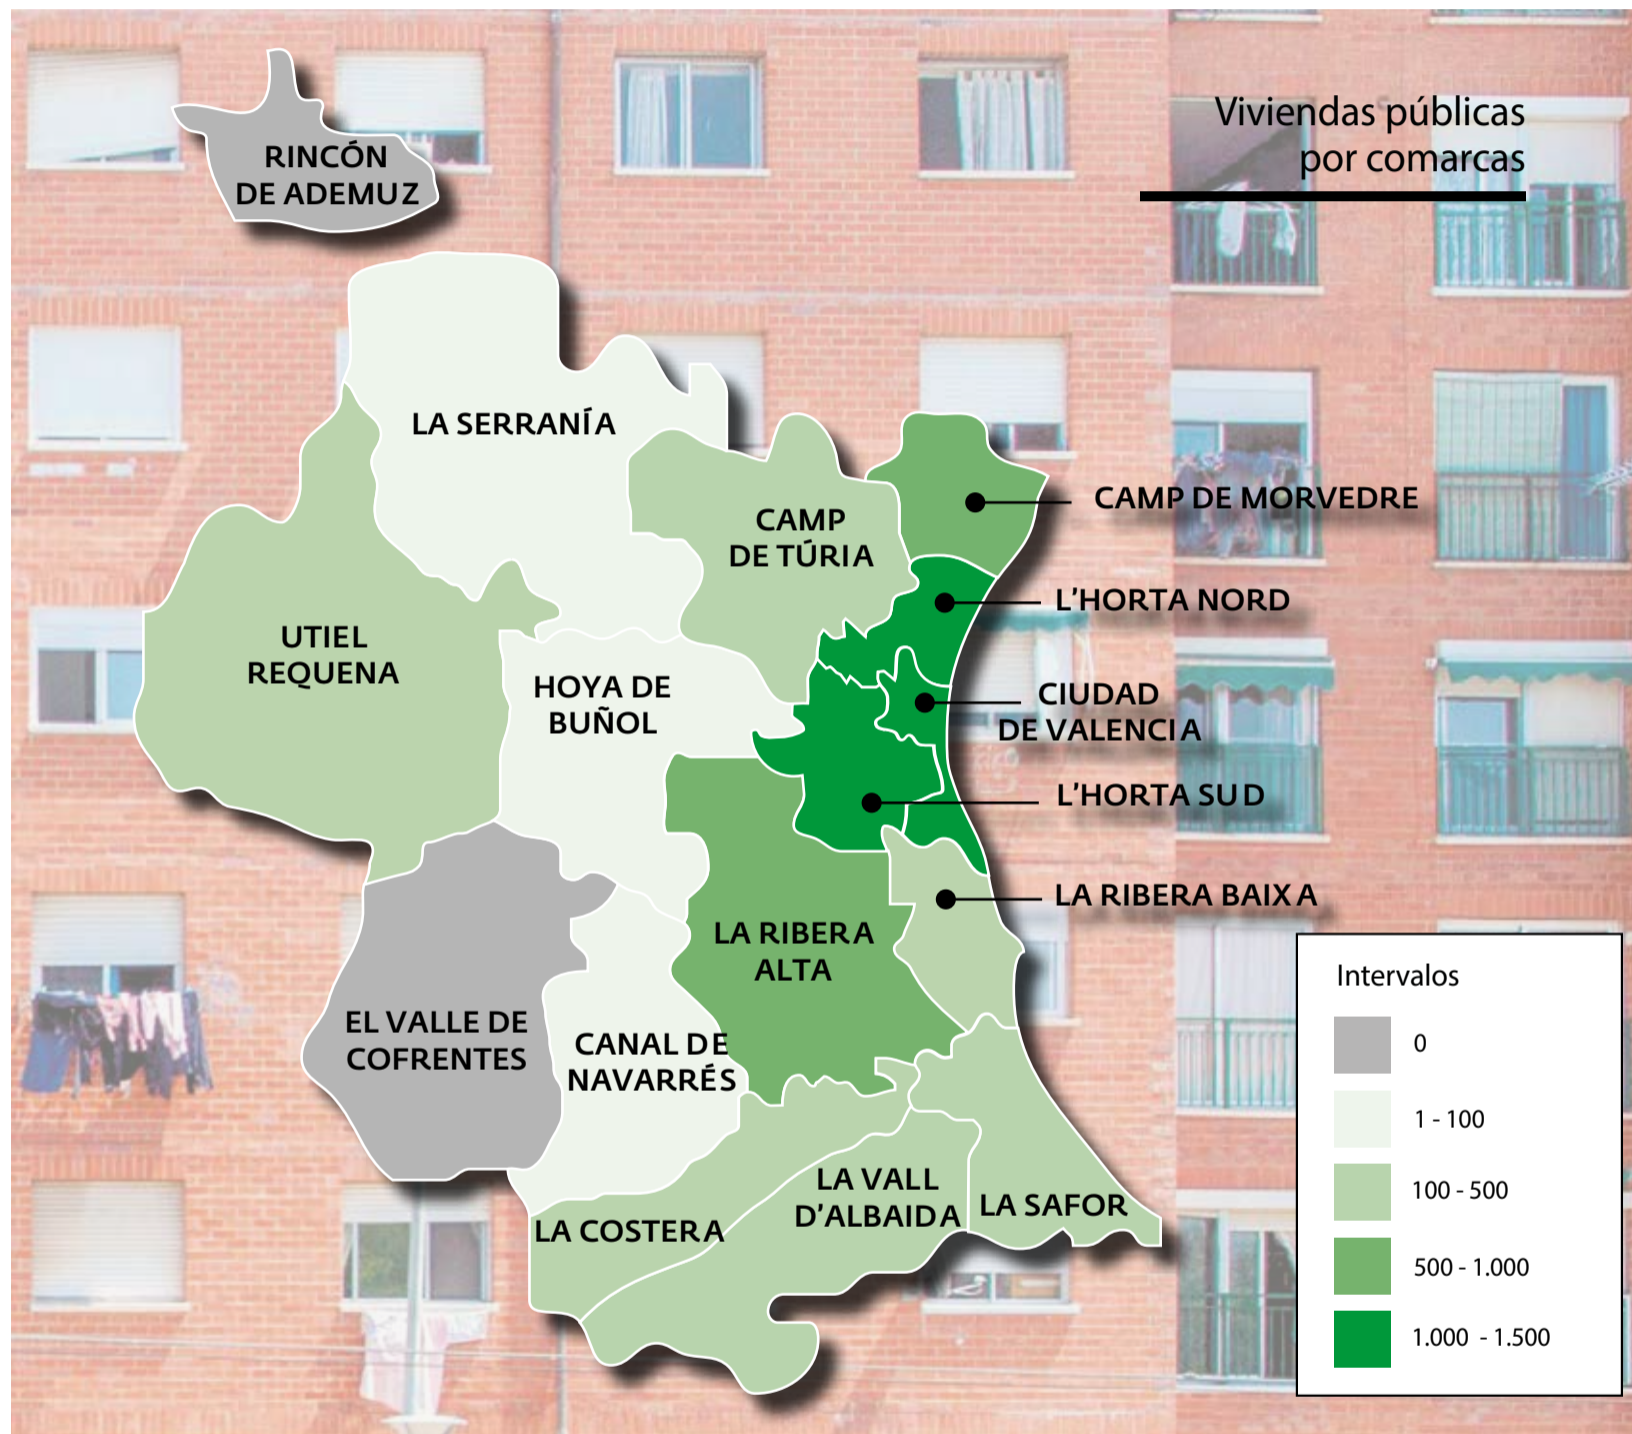 Viviendas públicas
por comarcas
RINCÓN
DE ADEMUZ
LA SERRANÍA
CAMP DE MORVEDRE
CAMP
DE TÚRIA
L'HORTA NORD
UTIEL
REQUENA
HOYA DE
BUÑOL
CIUDAD
DE VALENCIA
L'HORTA SUD
LA RIBERA BAIXA
LA RIBERA
ALTA
EL VALLE DE
COFRENTES
CANAL DE
NAVARRÉS
LA VALL
D'ALBAIDA
LA SAFOR
LA COSTERA
Intervalos
0
1 - 100
100 - 500
500 - 1.000
1.000 - 1.500